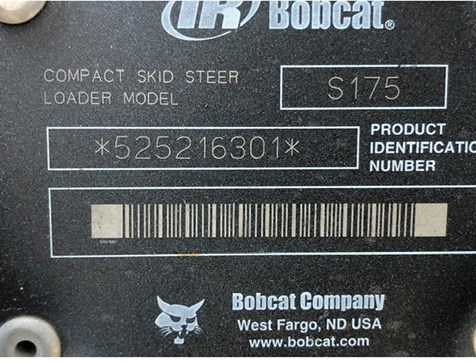 IR Bobcat®
COMPACT SKID STEER
LOADER MODEL
S175
*525216301*
PRODUCT
IDENTIFICATION
NUMBER
Bobcat Company
West Fargo, ND USA
www.bobcat.com